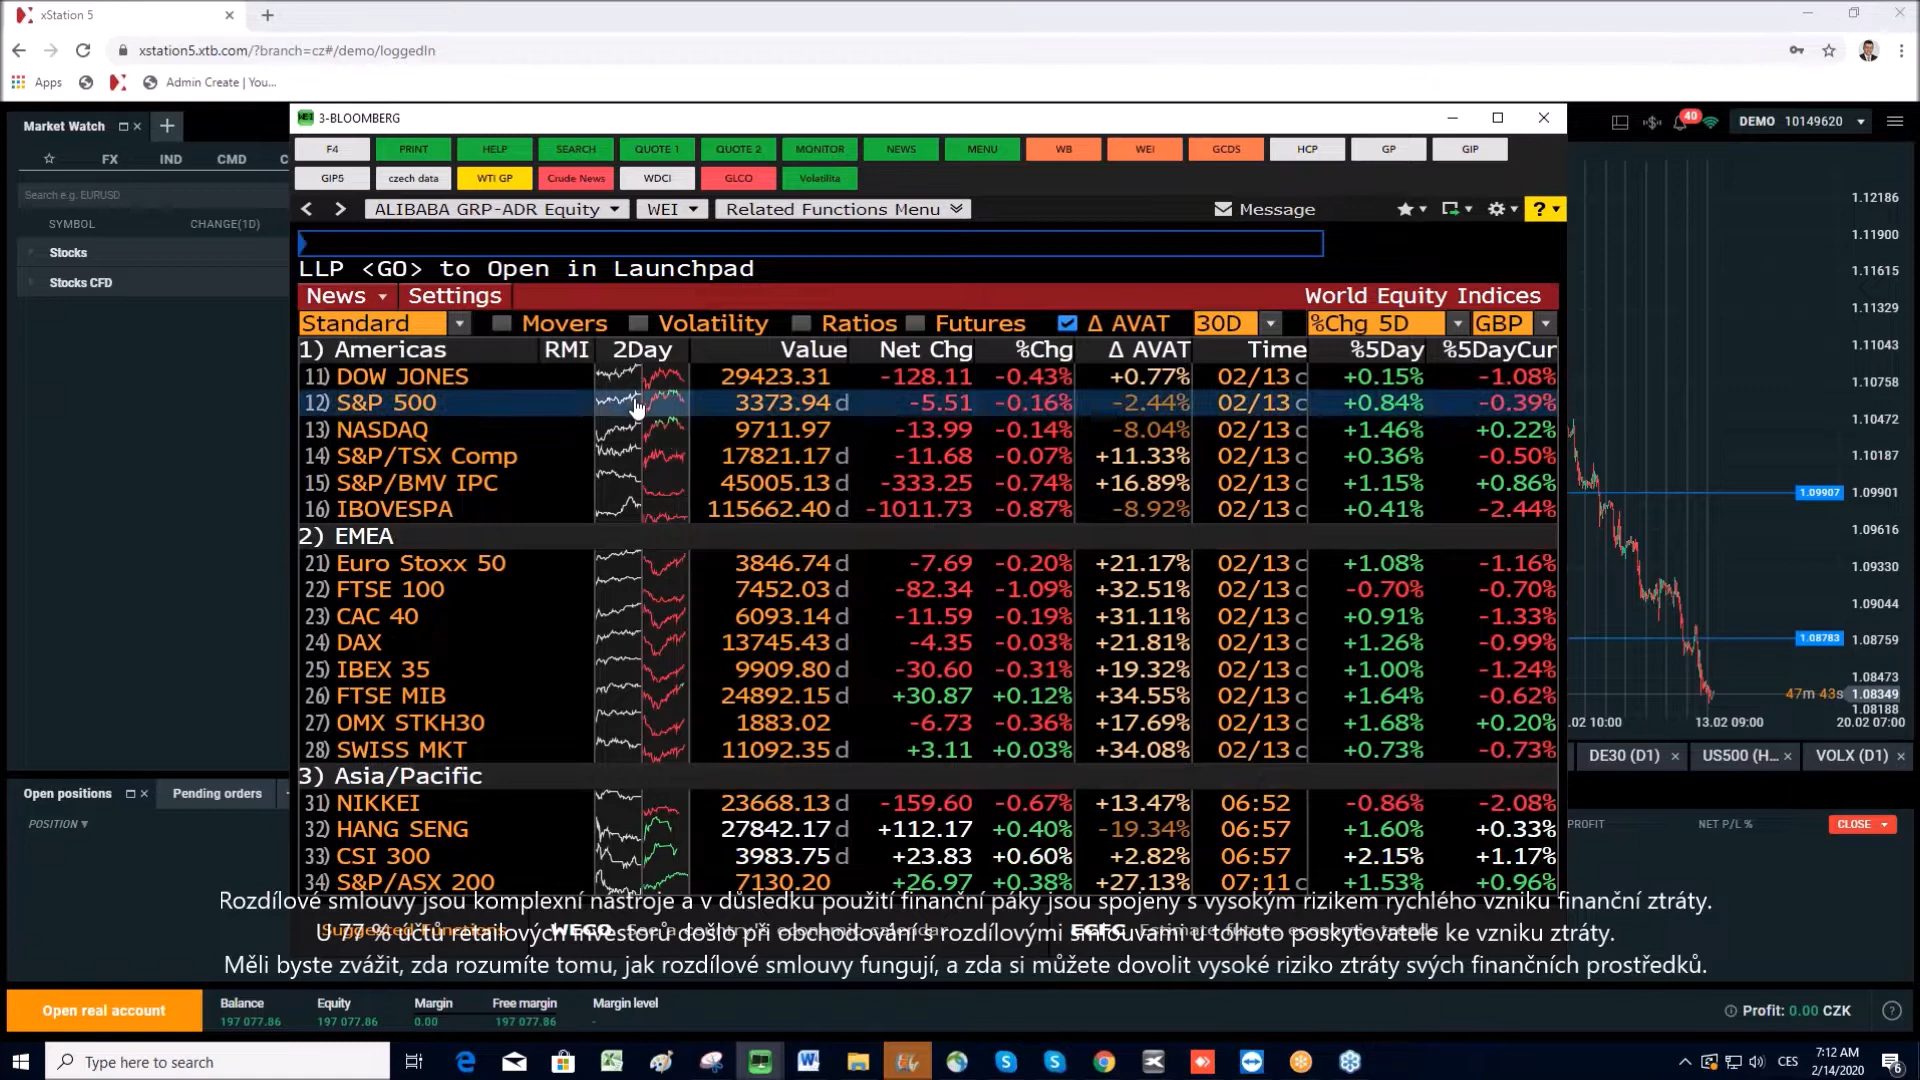 xStation 5
xstation5.xtb.com/?branch=cz#/demo/loggedIn
Apps
Admin Create | You...
Market Watch
FX IND CMD C
Search e.g. EURUSD
SYMBOL CHANGE(1D)
Stocks
Stocks CFD
3-BLOOMBERG
F4 PRINT HELP SEARCH QUOTE 1 QUOTE 2 MONITOR NEWS MENU WB WEI GCDS HCP GP GIP
GIP5 czech data WTI GP Crude News WDCI GLCO Volatilita
ALIBABA GRP-ADR Equity WEI Related Functions Menu Message ?
40 DEMO 10149620
LLP <GO> to Open in Launchpad
News Settings World Equity Indices
Standard Movers Volatility Ratios Futures Δ AVAT 30D %Chg 5D GBP
1) Americas RMI 2Day Value Net Chg %Chg Δ AVAT Time %5Day %5DayCur
11) DOW JONES 29423.31 -128.11 -0.43% +0.77% 02/13 c +0.15% -1.08%
12) S&P 500 3373.94 d -5.51 -0.16% -2.44% 02/13 c +0.84% -0.39%
13) NASDAQ 9711.97 -13.99 -0.14% -8.04% 02/13 c +1.46% +0.22%
14) S&P/TSX Comp 17821.17 d -11.68 -0.07% +11.33% 02/13 c +0.36% -0.50%
15) S&P/BMV IPC 45005.13 d -333.25 -0.74% +16.89% 02/13 c +1.15% +0.86%
16) IBOVESPA 115662.40 d -1011.73 -0.87% -8.92% 02/13 c +0.41% -2.44%
2) EMEA
21) Euro Stoxx 50 3846.74 d -7.69 -0.20% +21.17% 02/13 c +1.08% -1.16%
22) FTSE 100 7452.03 d -82.34 -1.09% +32.51% 02/13 c -0.70% -0.70%
23) CAC 40 6093.14 d -11.59 -0.19% +31.11% 02/13 c +0.91% -1.33%
24) DAX 13745.43 d -4.35 -0.03% +21.81% 02/13 c +1.26% -0.99%
25) IBEX 35 9909.80 d -30.60 -0.31% +19.32% 02/13 c +1.00% -1.24%
26) FTSE MIB 24892.15 d +30.87 +0.12% +34.55% 02/13 c +1.64% -0.62%
27) OMX STKH30 1883.02 -6.73 -0.36% +17.69% 02/13 c +1.68% +0.20%
28) SWISS MKT 11092.35 d +3.11 +0.03% +34.08% 02/13 c +0.73% -0.73%
3) Asia/Pacific
31) NIKKEI 23668.13 d -159.60 -0.67% +13.47% 06:52 -0.86% -2.08%
32) HANG SENG 27842.17 d +112.17 +0.40% -19.34% 06:57 +1.60% +0.33%
33) CSI 300 3983.75 d +23.83 +0.60% +2.82% 06:57 +2.15% +1.17%
34) S&P/ASX 200 7130.20 +26.97 +0.38% +27.13% 07:11 c +1.53% +0.96%
Suggested Functions WECO See a country's economic calendar ECFC Estimate future economic trends
1.12186
1.11900
1.11615
1.11329
1.11043
1.10758
1.10472
1.10187
1.09907 1.09901
1.09616
1.09330
1.09044
1.08783 1.08759
1.08473
47m 43s 1.08349
1.08188
.02 10:00 13.02 09:00 20.02 07:00
DE30 (D1) US500 (H... VOLX (D1)
Open positions Pending orders
POSITION PROFIT NET P/L % CLOSE
Rozdílové smlouvy jsou komplexní nástroje a v důsledku použití finanční páky jsou spojeny s vysokým rizikem rychlého vzniku finanční ztráty.
U 77 % účtů retailových investorů došlo při obchodování s rozdílovými smlouvami u tohoto poskytovatele ke vzniku ztráty.
Měli byste zvážit, zda rozumíte tomu, jak rozdílové smlouvy fungují, a zda si můžete dovolit vysoké riziko ztráty svých finančních prostředků.
Open real account
Balance Equity Margin Free margin Margin level
197 077.86 197 077.86 0.00 197 077.86 -
Profit: 0.00 CZK
Type here to search
CES
7:12 AM
2/14/2020
6